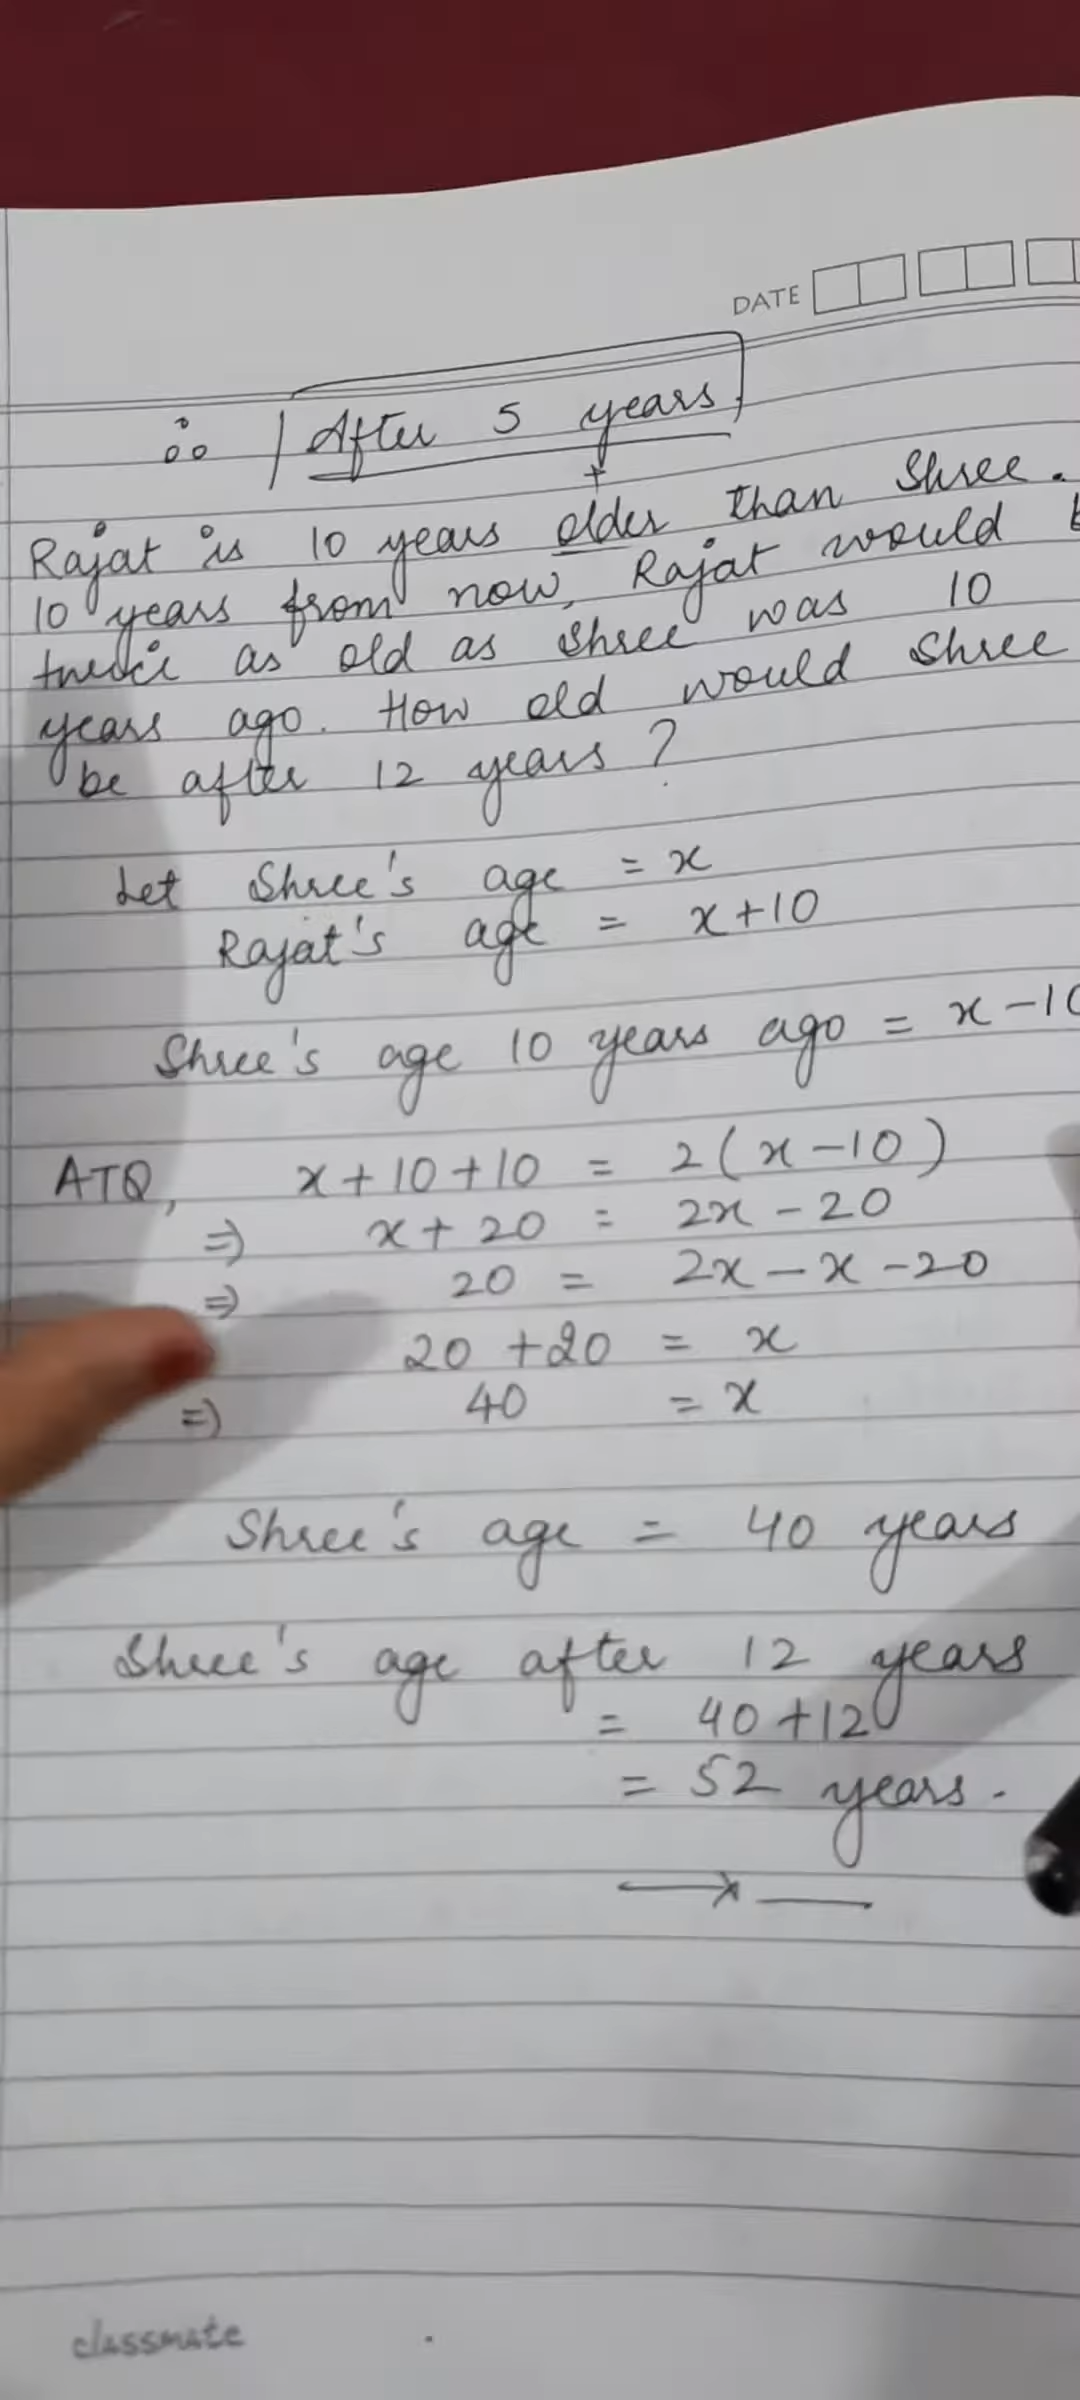 DATE
∴ After 5 years.
Rajat is 10 years older than Shree.
10 years from now, Rajat would b
twice as old as Shree was 10
years ago. How old would Shree
be after 12 years?
Let Shree's age = x
Rajat's age = x+10
Shree's age 10 years ago = x-10
ATQ, x+10+10 = 2(x-10)
=) x+20 = 2x-20
=) 20 = 2x-x-20
20+20 = x
=) 40 = x
Shree's age = 40 years
Shree's age after 12 years
= 40+12
= 52 years.
classmate